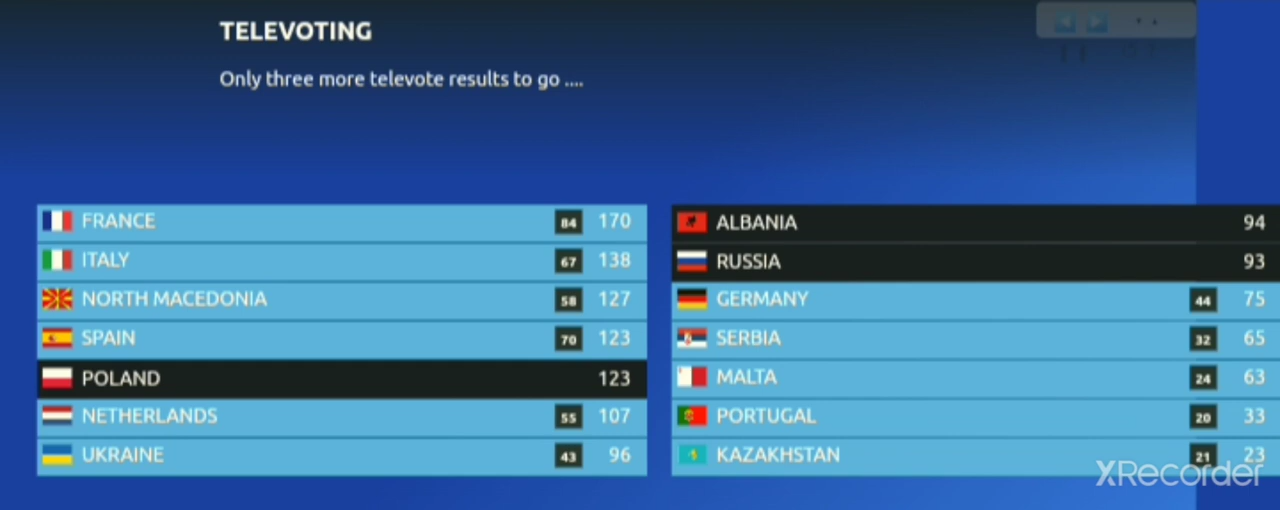 TELEVOTING
Only three more televote results to go ....
FRANCE 84 170
ITALY 67 138
NORTH MACEDONIA 58 127
SPAIN 70 123
POLAND 123
NETHERLANDS 55 107
UKRAINE 43 96
ALBANIA 94
RUSSIA 93
GERMANY 44 75
SERBIA 32 65
MALTA 24 63
PORTUGAL 20 33
KAZAKHSTAN 21 23
XRecorder